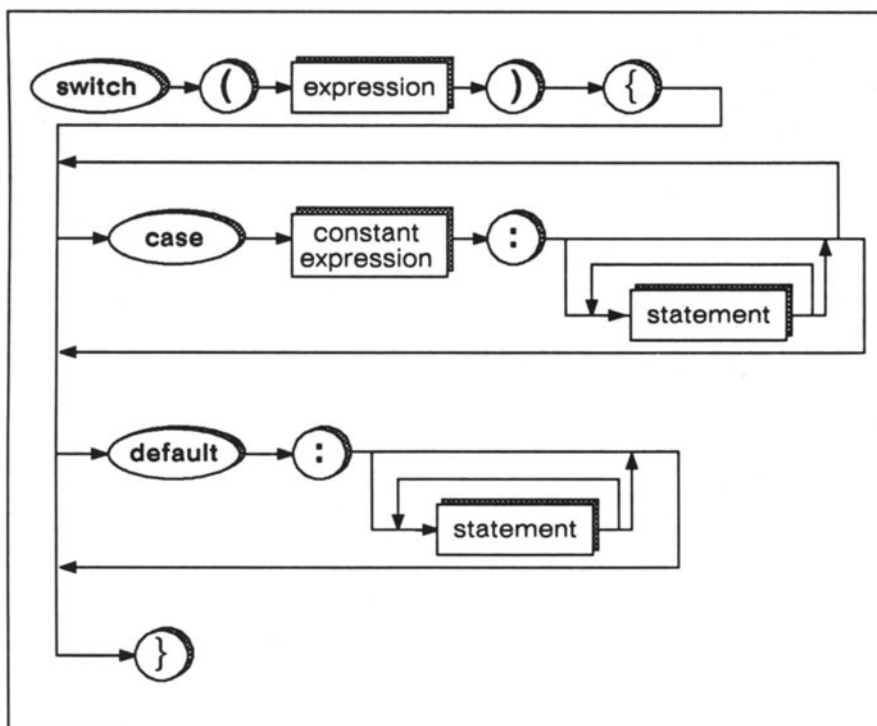 switch ( expression ) {
case constant expression :
statement
default :
statement
}